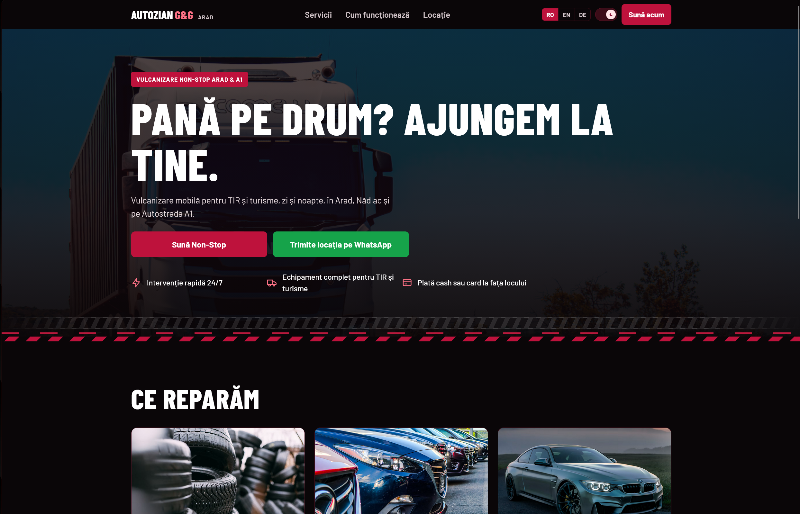 AUTOZIAN G&G ARAD
Servicii
Cum funcționează
Locație
RO
EN
DE
Sună acum
VULCANIZARE NON-STOP ARAD & A1
PANĂ PE DRUM? AJUNGEM LA
TINE.
Vulcanizare mobilă pentru TIR și turisme, zi și noapte, în Arad, Nădlac și
pe Autostrada A1.
Sună Non-Stop
Trimite locația pe WhatsApp
Intervenție rapidă 24/7
Echipament complet pentru TIR și
turisme
Plată cash sau card la fața locului
CE REPARĂM